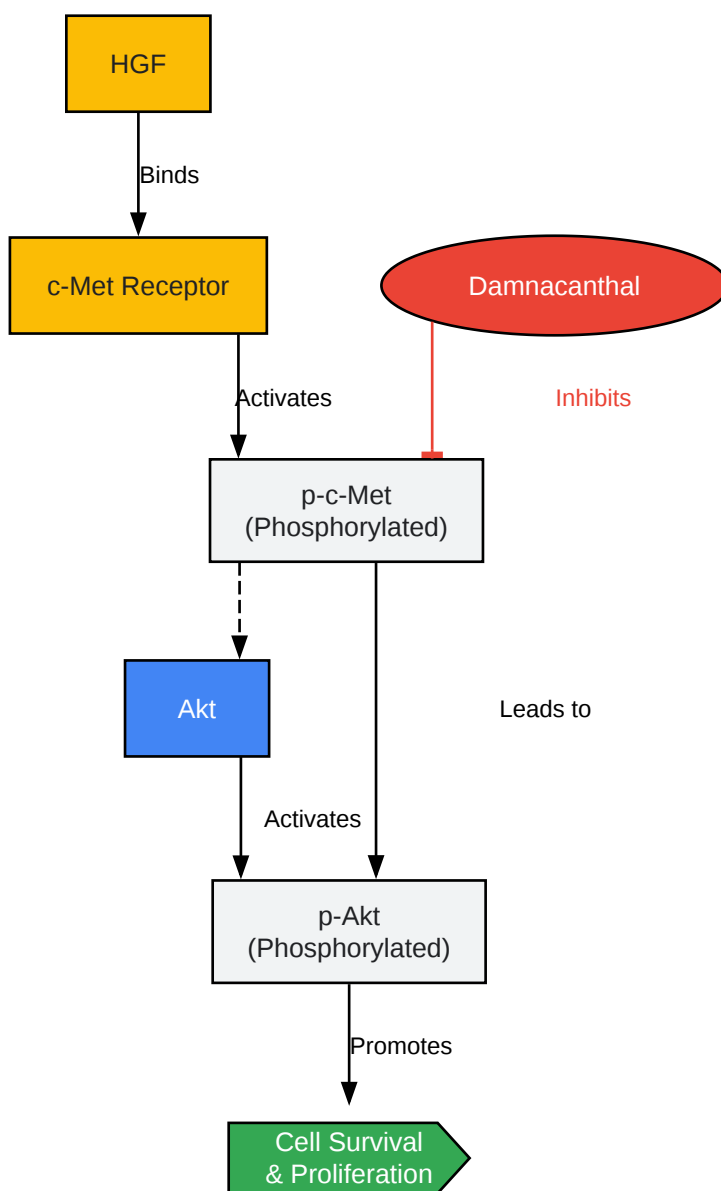 HGF
Binds
c-Met Receptor
Damnacanthal
Activates
Inhibits
p-c-Met
(Phosphorylated)
Akt
Leads to
Activates
p-Akt
(Phosphorylated)
Promotes
Cell Survival
& Proliferation